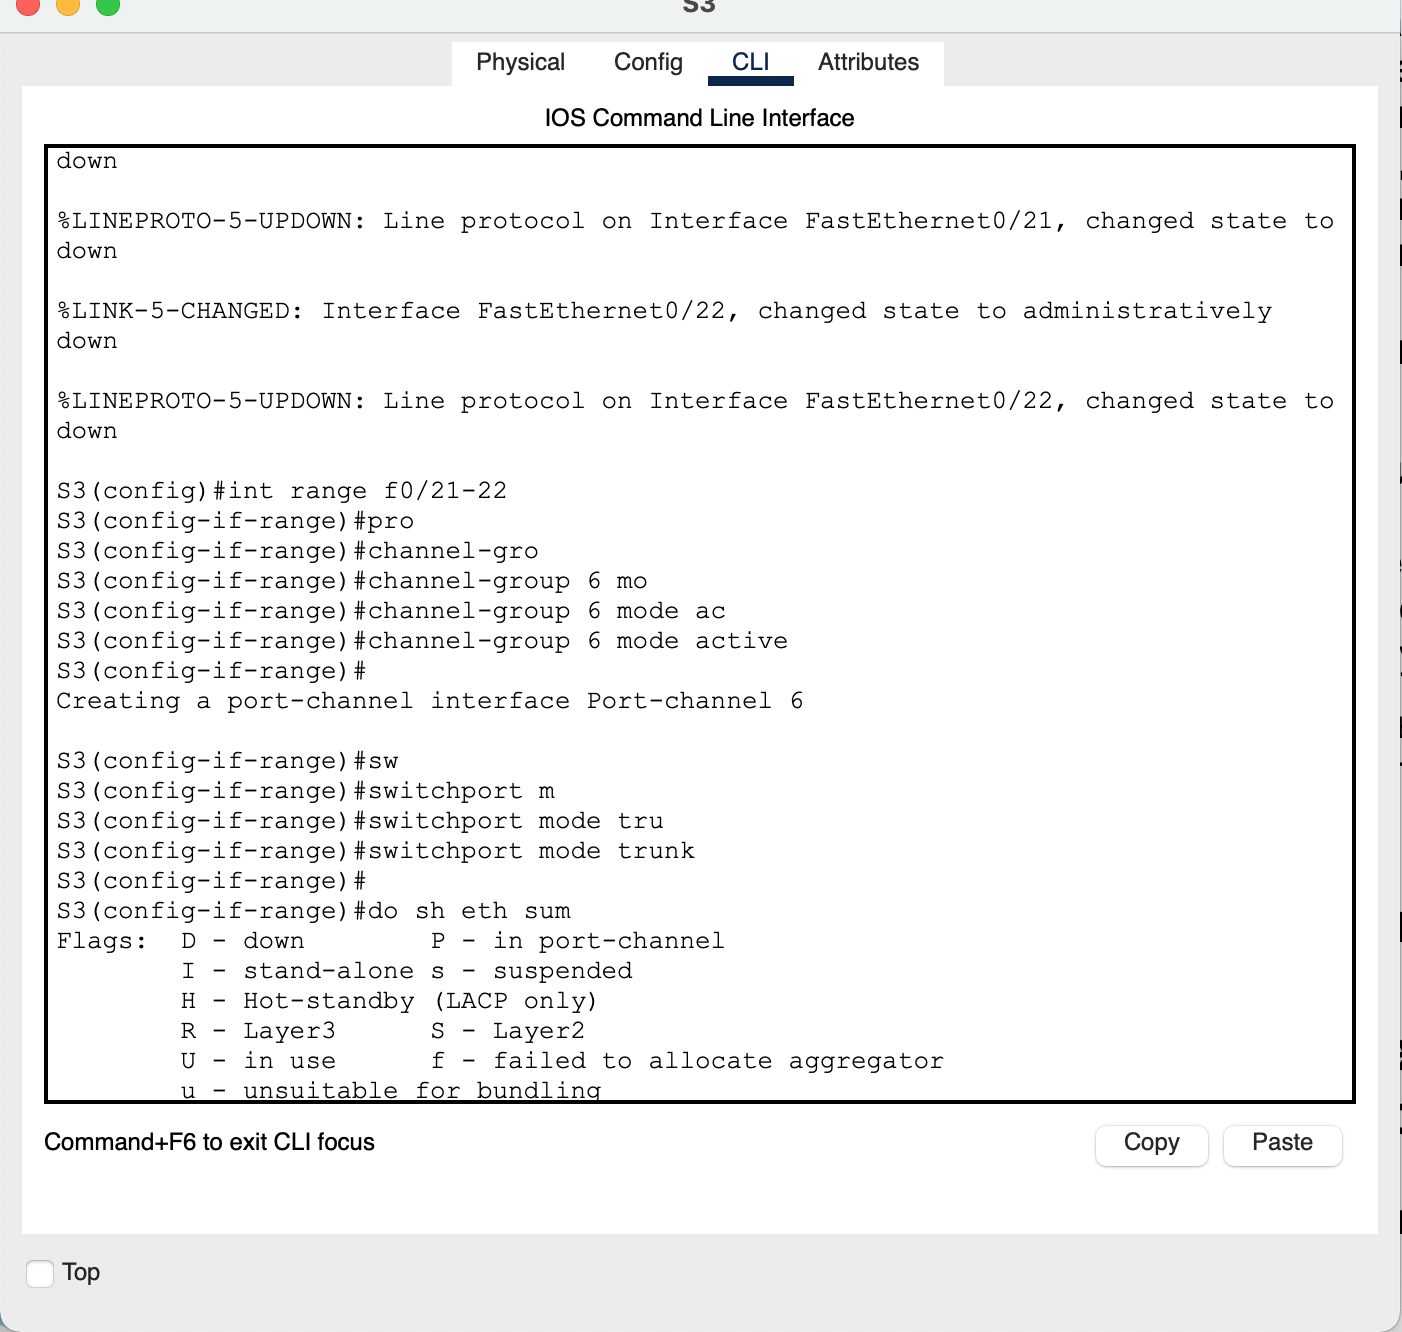 S3
Physical Config CLI Attributes
IOS Command Line Interface
down
%LINEPROTO-5-UPDOWN: Line protocol on Interface FastEthernet0/21, changed state to
down
%LINK-5-CHANGED: Interface FastEthernet0/22, changed state to administratively
down
%LINEPROTO-5-UPDOWN: Line protocol on Interface FastEthernet0/22, changed state to
down
S3(config)#int range f0/21-22
S3(config-if-range)#pro
S3(config-if-range)#channel-gro
S3(config-if-range)#channel-group 6 mo
S3(config-if-range)#channel-group 6 mode ac
S3(config-if-range)#channel-group 6 mode active
S3(config-if-range)#
Creating a port-channel interface Port-channel 6
S3(config-if-range)#sw
S3(config-if-range)#switchport m
S3(config-if-range)#switchport mode tru
S3(config-if-range)#switchport mode trunk
S3(config-if-range)#
S3(config-if-range)#do sh eth sum
Flags:  D - down        P - in port-channel
        I - stand-alone s - suspended
        H - Hot-standby (LACP only)
        R - Layer3      S - Layer2
        U - in use      f - failed to allocate aggregator
        u - unsuitable for bundling
Command+F6 to exit CLI focus
Copy Paste
Top